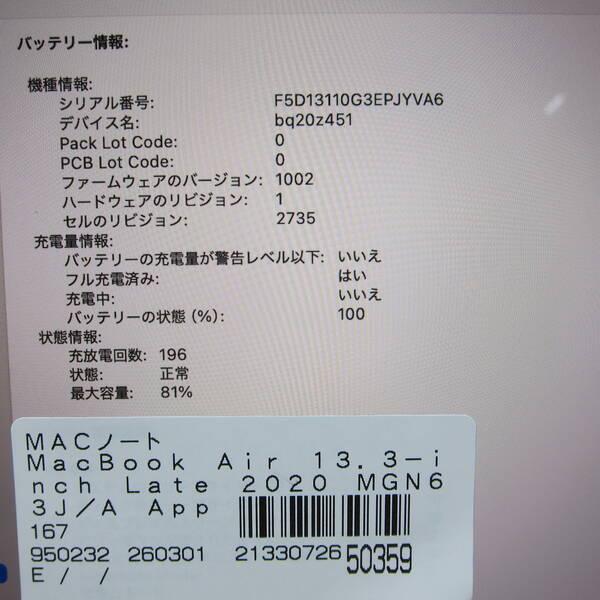 バッテリー情報:
機種情報:
シリアル番号: F5D13110G3EPJYVA6
デバイス名: bq20z451
Pack Lot Code: 0
PCB Lot Code: 0
ファームウェアのバージョン: 1002
ハードウェアのリビジョン: 1
セルのリビジョン: 2735
充電量情報:
バッテリーの充電量が警告レベル以下: いいえ
フル充電済み: はい
充電中: いいえ
バッテリーの状態 (%): 100
状態情報:
充放電回数: 196
状態: 正常
最大容量: 81%
MACノート
MacBook Air 13.3-i
nch Late 2020 MGN6
3J/A App
167
950232 260301 21330726 50359
E / /